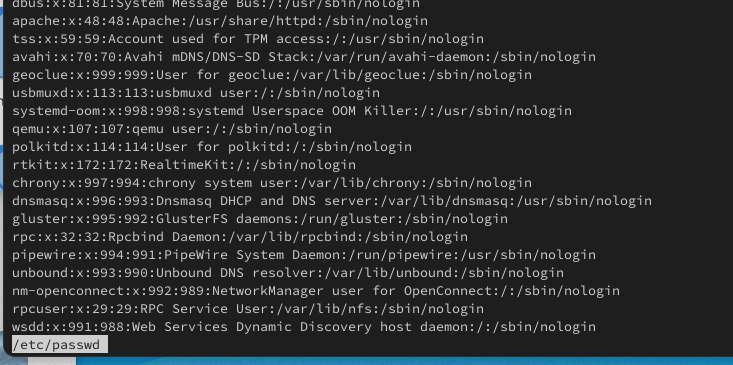 dbus:x:81:81:System Message Bus:/:/usr/sbin/nologin
apache:x:48:48:Apache:/usr/share/httpd:/sbin/nologin
tss:x:59:59:Account used for TPM access:/:/usr/sbin/nologin
avahi:x:70:70:Avahi mDNS/DNS-SD Stack:/var/run/avahi-daemon:/sbin/nologin
geoclue:x:999:999:User for geoclue:/var/lib/geoclue:/sbin/nologin
usbmuxd:x:113:113:usbmuxd user:/:/sbin/nologin
systemd-oom:x:998:998:systemd Userspace OOM Killer:/:/usr/sbin/nologin
qemu:x:107:107:qemu user:/:/sbin/nologin
polkitd:x:114:114:User for polkitd:/:/sbin/nologin
rtkit:x:172:172:RealtimeKit:/:/sbin/nologin
chrony:x:997:994:chrony system user:/var/lib/chrony:/sbin/nologin
dnsmasq:x:996:993:Dnsmasq DHCP and DNS server:/var/lib/dnsmasq:/usr/sbin/nologin
gluster:x:995:992:GlusterFS daemons:/run/gluster:/sbin/nologin
rpc:x:32:32:Rpcbind Daemon:/var/lib/rpcbind:/sbin/nologin
pipewire:x:994:991:PipeWire System Daemon:/run/pipewire:/usr/sbin/nologin
unbound:x:993:990:Unbound DNS resolver:/var/lib/unbound:/sbin/nologin
nm-openconnect:x:992:989:NetworkManager user for OpenConnect:/:/sbin/nologin
rpcuser:x:29:29:RPC Service User:/var/lib/nfs:/sbin/nologin
wsdd:x:991:988:Web Services Dynamic Discovery host daemon:/:/sbin/nologin
/etc/passwd